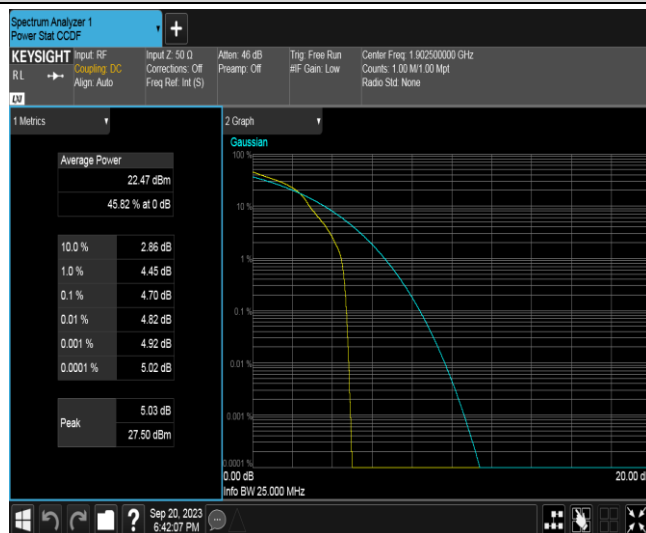 Spectrum Analyzer 1
Power Stat CCDF
KEYSIGHT
RL
LXI
Input: RF
Coupling: DC
Align: Auto
Input Z: 50 Ω
Corrections: Off
Freq Ref: Int (S)
Atten: 46 dB
Preamp: Off
Trig: Free Run
#IF Gain: Low
Center Freq: 1.902500000 GHz
Counts: 1.00 M/1.00 Mpt
Radio Std: None
1 Metrics
Average Power
22.47 dBm
45.82 % at 0 dB
10.0 % 2.86 dB
1.0 % 4.45 dB
0.1 % 4.70 dB
0.01 % 4.82 dB
0.001 % 4.92 dB
0.0001 % 5.02 dB
Peak
5.03 dB
27.50 dBm
2 Graph
Gaussian
100 %
10 %
1 %
0.1 %
0.01 %
0.001 %
0.0001 %
0.00 dB
20.00 d
Info BW 25.000 MHz
?
Sep 20, 2023
6:42:07 PM